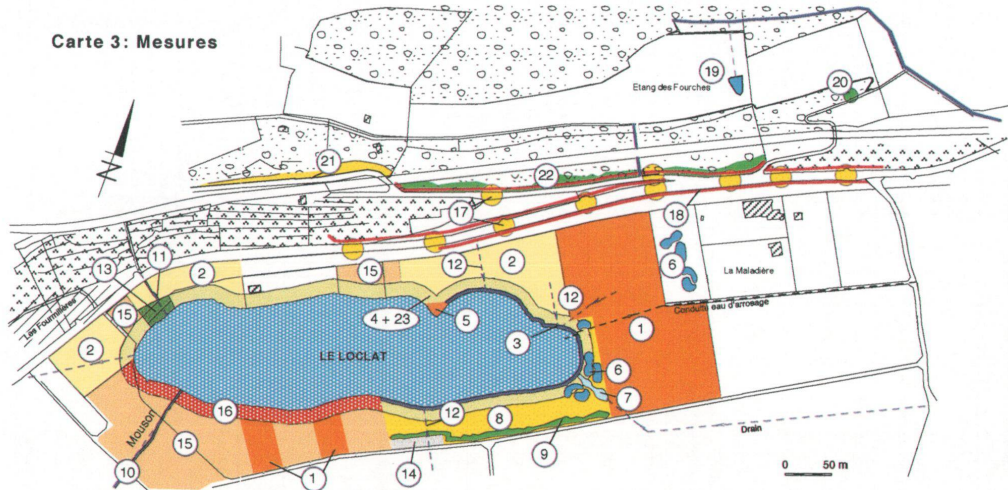 Carte 3: Mesures
19
Etang des Fourches
20
21
22
17
18
13
11
2
15
12
2
6
La Maladière
15
Les Fourmilières
4 + 23
5
12
3
1
Conduite eau d'arrosage
2
LE LOCLAT
6
7
16
12
8
Mouson
15
9
Drain
10
1
14
0 50 m
N